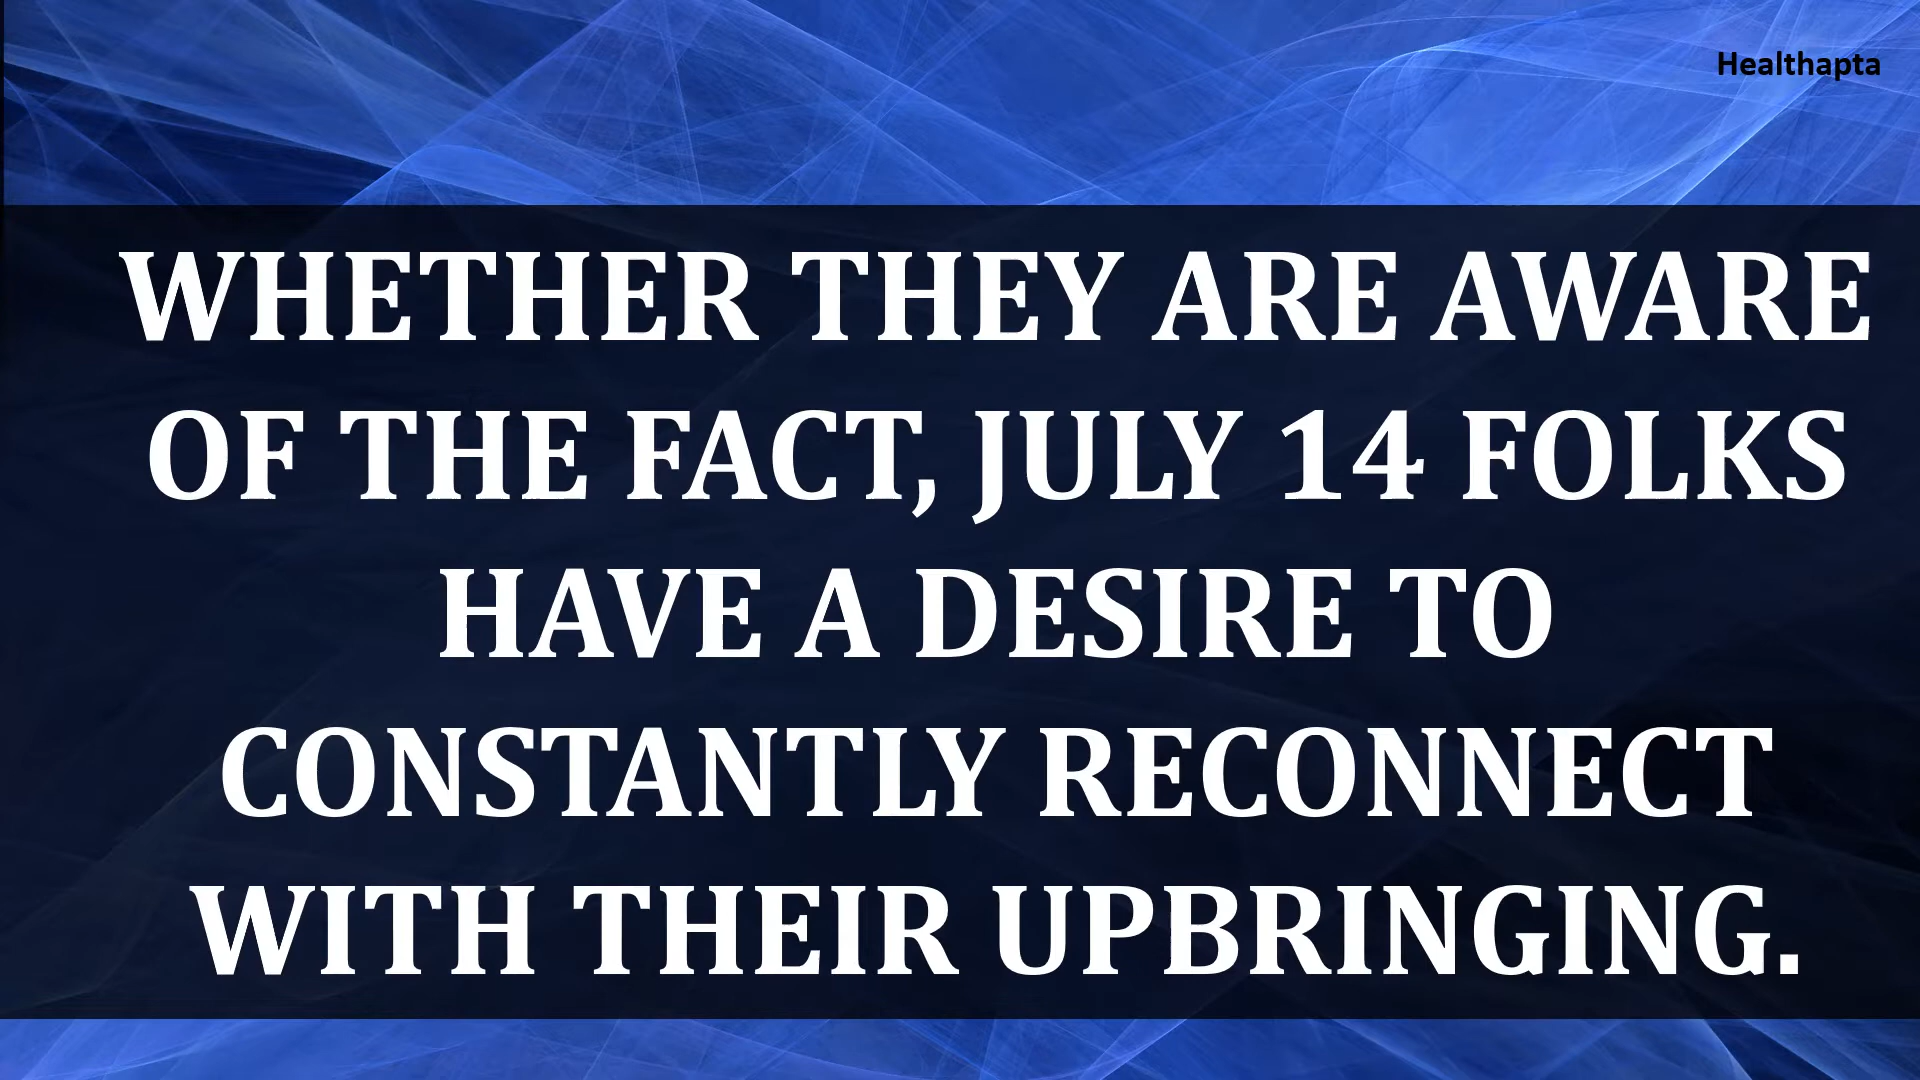 Healthapta
WHETHER THEY ARE AWARE
OF THE FACT, JULY 14 FOLKS
HAVE A DESIRE TO
CONSTANTLY RECONNECT
WITH THEIR UPBRINGING.